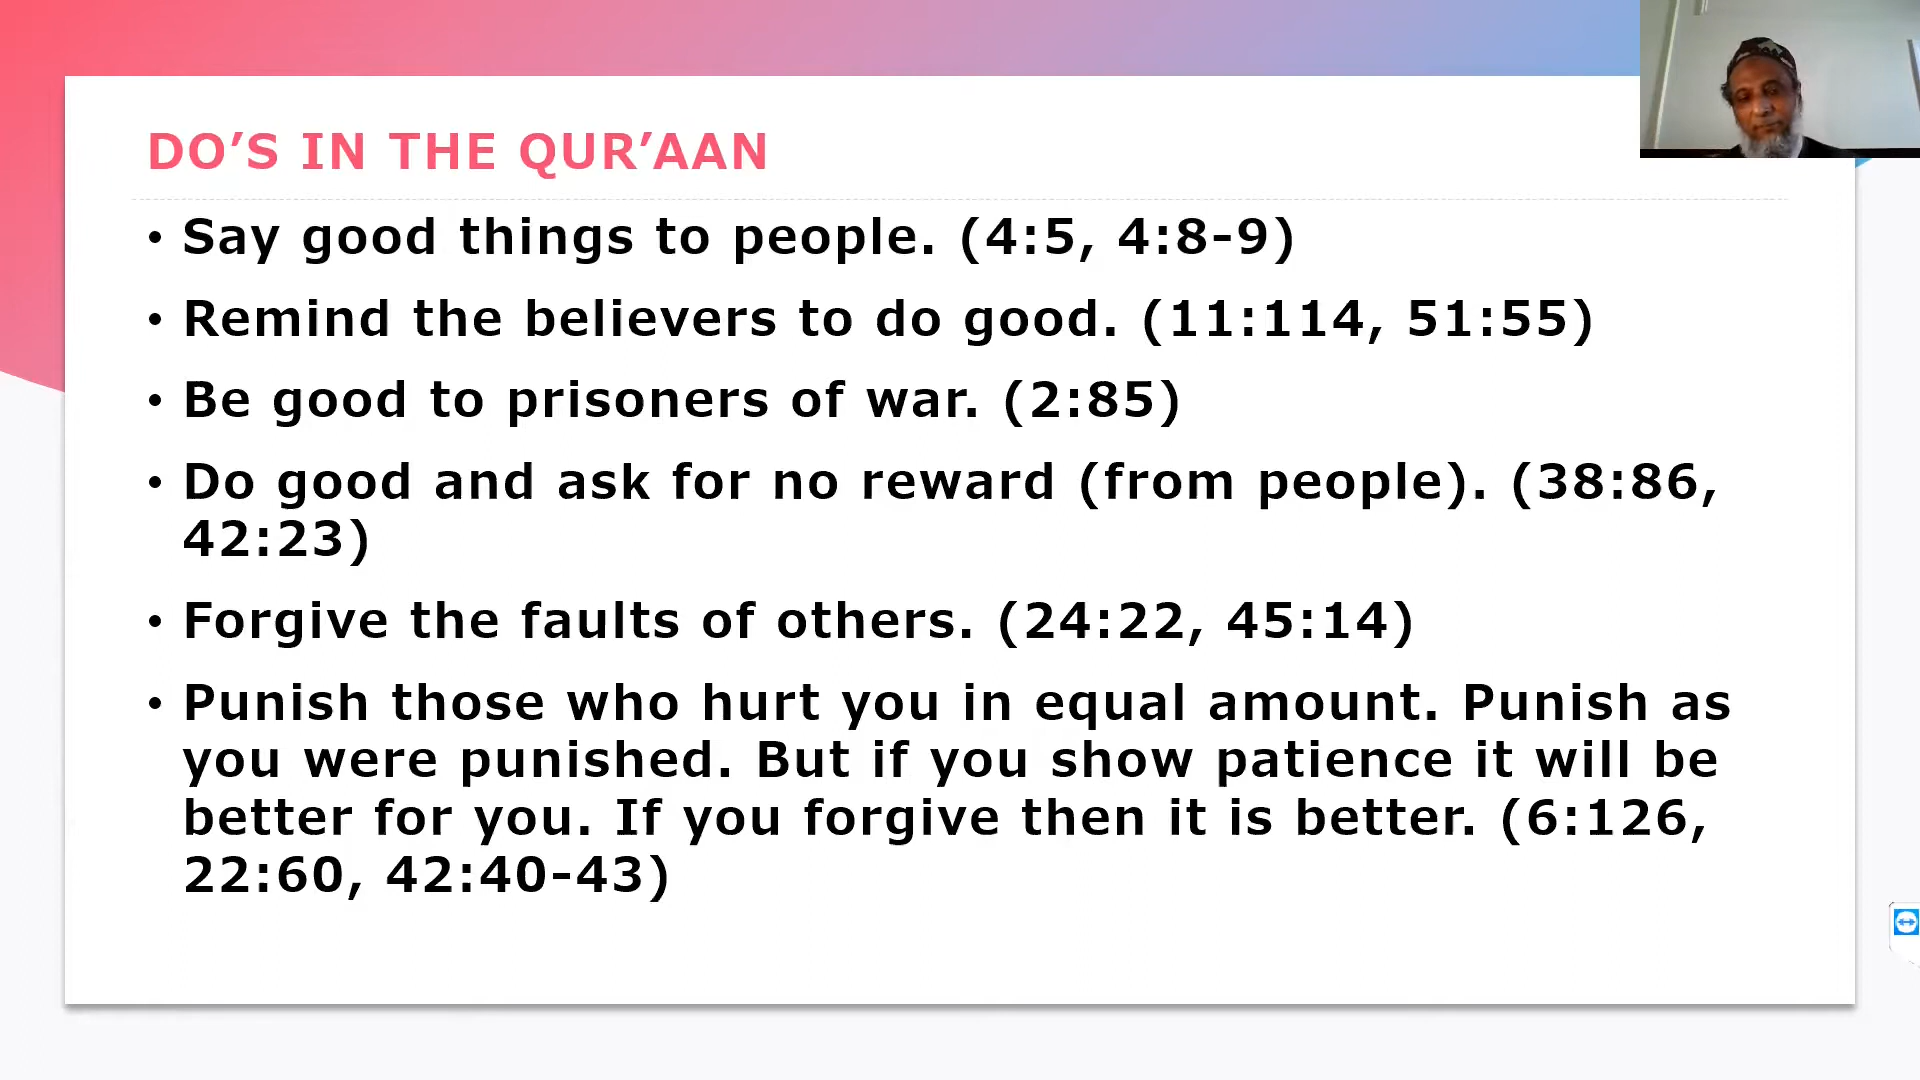 DO’S IN THE QUR’AAN
• Say good things to people. (4:5, 4:8-9)
• Remind the believers to do good. (11:114, 51:55)
• Be good to prisoners of war. (2:85)
• Do good and ask for no reward (from people). (38:86,
42:23)
• Forgive the faults of others. (24:22, 45:14)
• Punish those who hurt you in equal amount. Punish as
you were punished. But if you show patience it will be
better for you. If you forgive then it is better. (6:126,
22:60, 42:40-43)